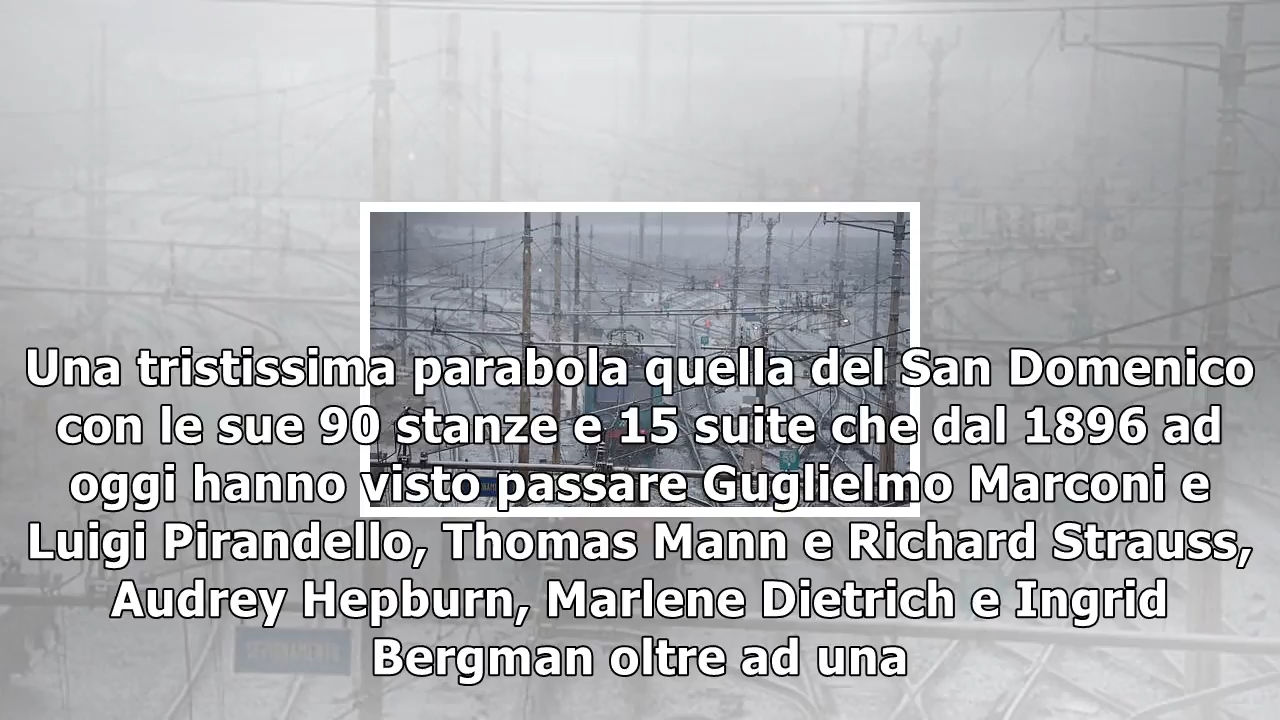 Una tristissima parabola quella del San Domenico
con le sue 90 stanze e 15 suite che dal 1896 ad
oggi hanno visto passare Guglielmo Marconi e
Luigi Pirandello, Thomas Mann e Richard Strauss,
Audrey Hepburn, Marlene Dietrich e Ingrid
Bergman oltre ad una